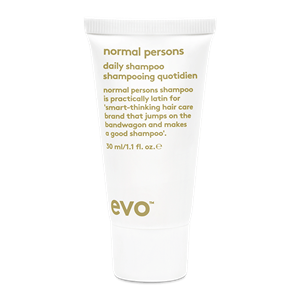 normal persons
daily shampoo
shampooing quotidien
normal persons shampoo
is practically latin for
'smart-thinking hair care
brand that jumps on the
bandwagon and makes
a good shampoo'.
30 ml/1.1 fl. oz.℮
evo™